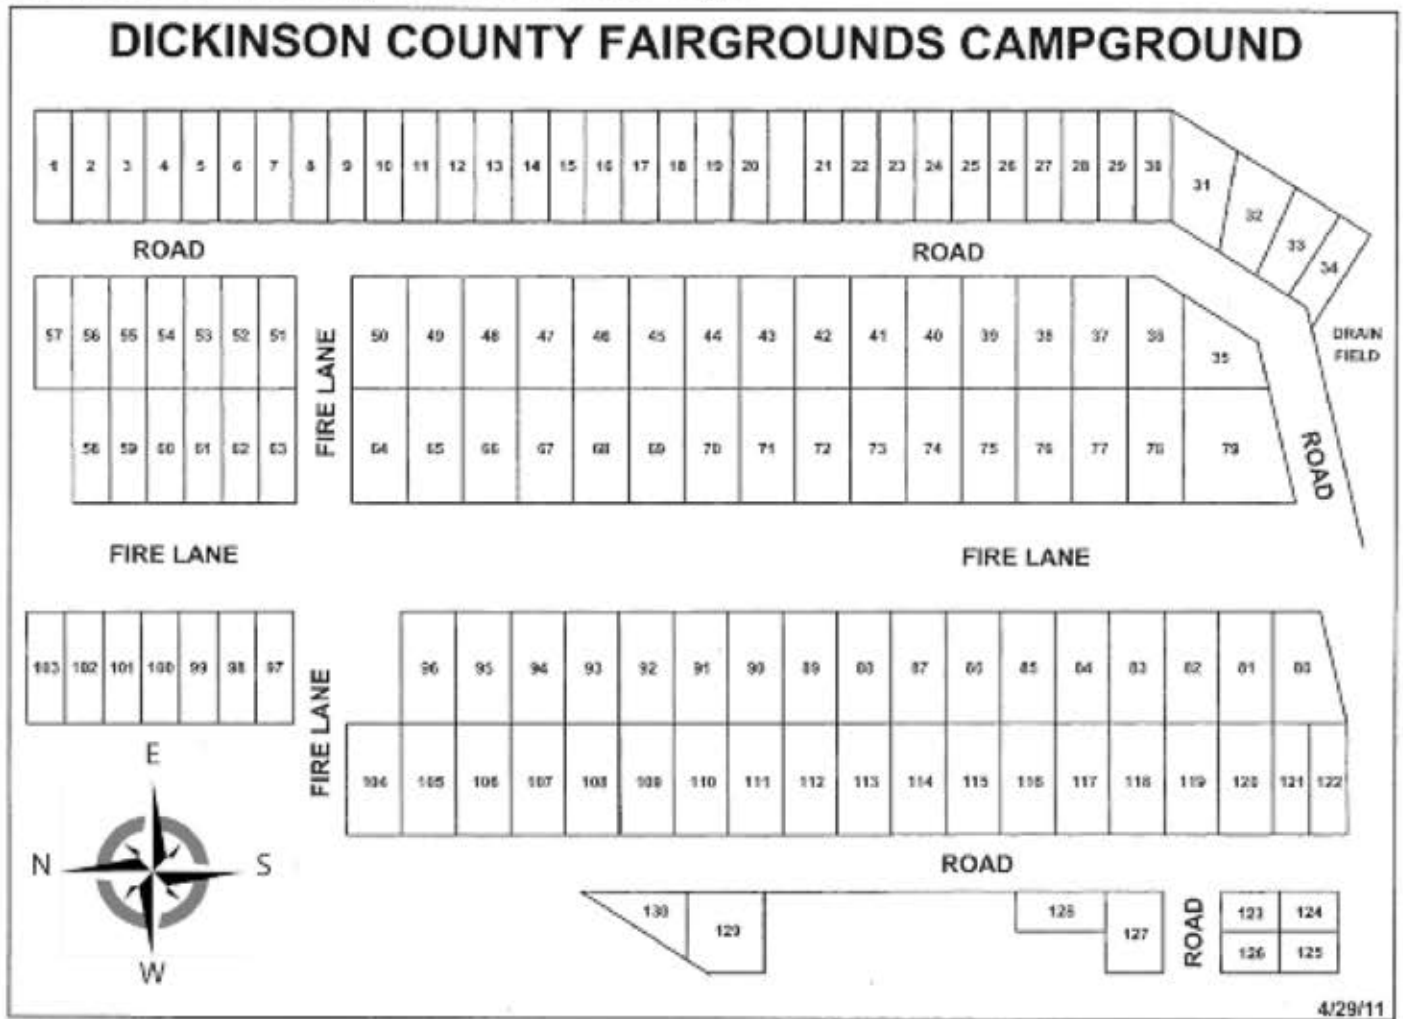 DICKINSON COUNTY FAIRGROUNDS CAMPGROUND
1 2 3 4 5 6 7 8 9 10 11 12 13 14 15 16 17 18 19 20 21 22 23 24 25 26 27 28 29 30 31 32 33 34
ROAD ROAD
57 56 55 54 53 52 51 50 49 48 47 46 45 44 43 42 41 40 39 38 37 36 35
DRAIN
FIELD
FIRE LANE
58 59 60 61 62 63 64 65 66 67 68 69 70 71 72 73 74 75 76 77 78 79
ROAD
FIRE LANE FIRE LANE
103 102 101 100 99 98 97 96 95 94 93 92 91 90 89 88 87 86 85 84 83 82 81 80
FIRE LANE
104 105 106 107 108 109 110 111 112 113 114 115 116 117 118 119 120 121 122
E
N S
W
ROAD
130 129 128 127
ROAD
123 124
126 125
4/29/11